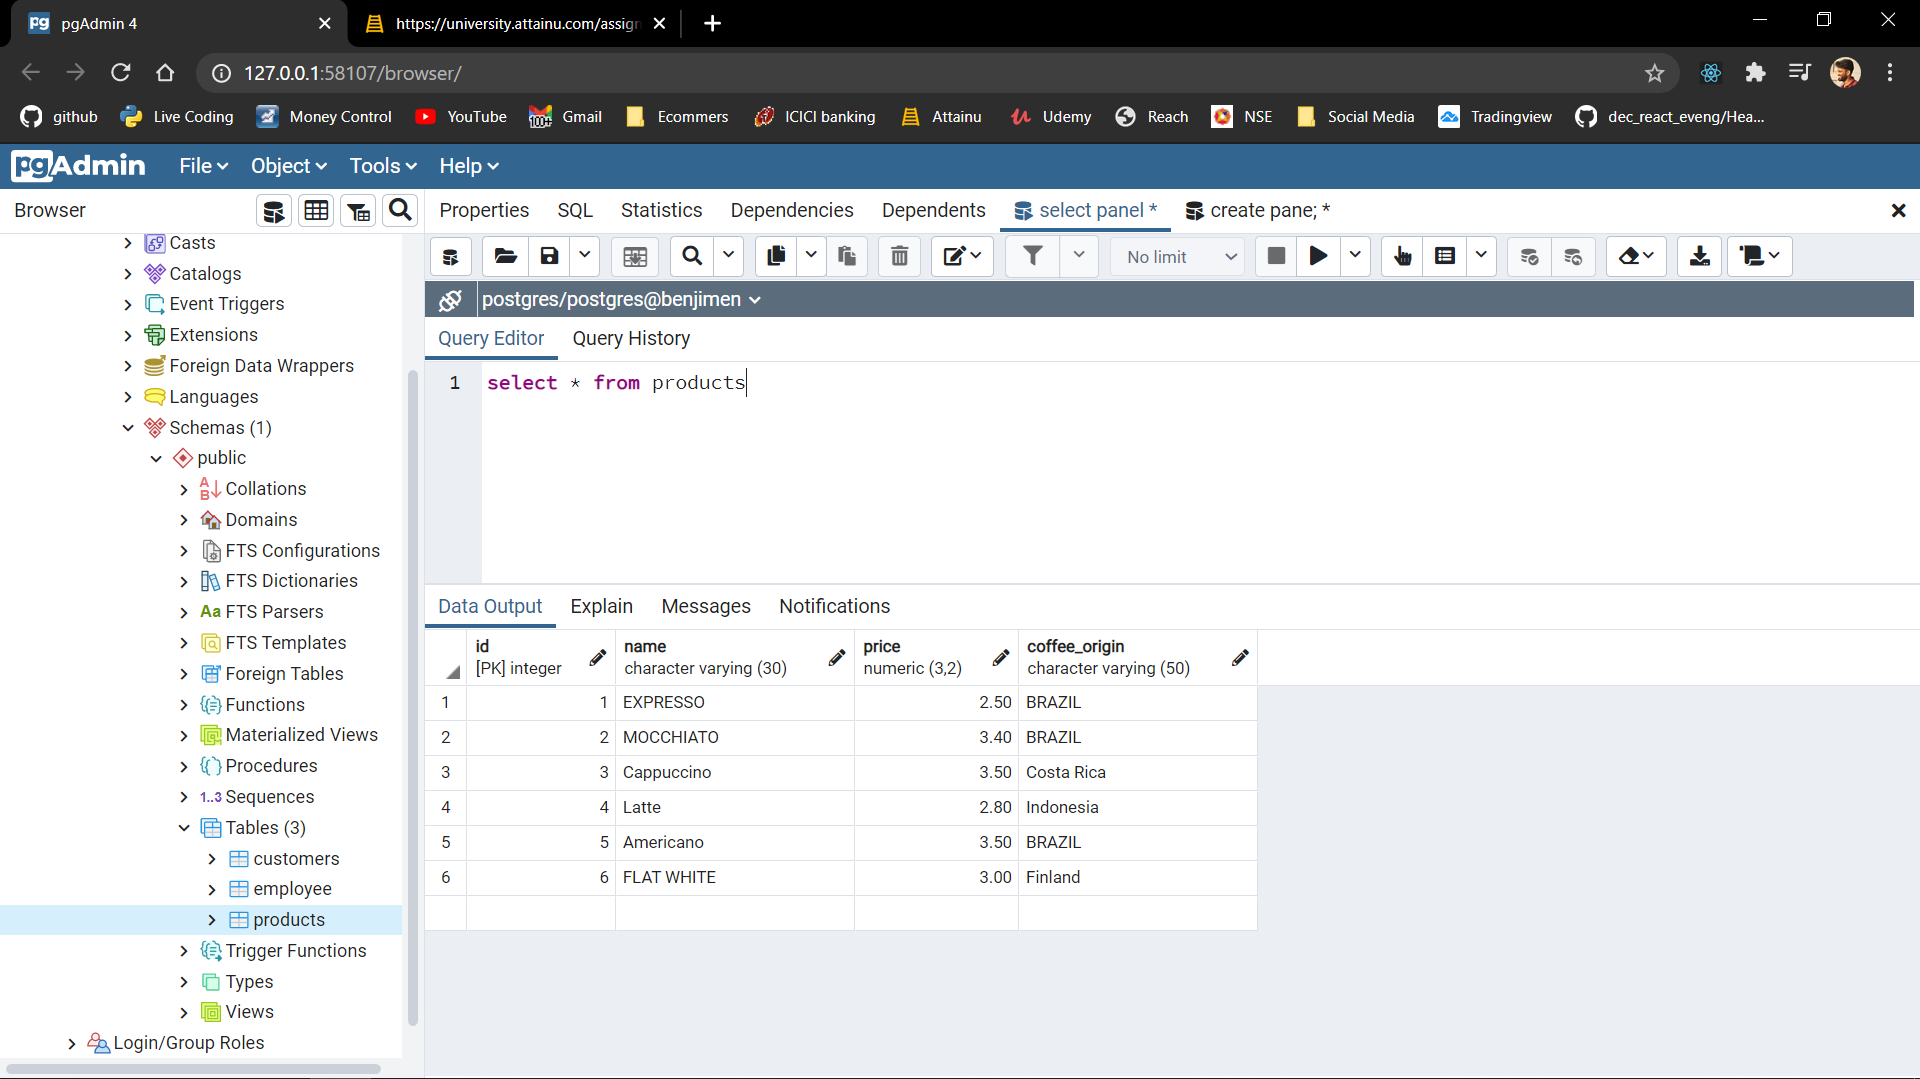 pgAdmin 4
https://university.attainu.com/assign
127.0.0.1:58107/browser/
github Live Coding Money Control YouTube Gmail Ecommers ICICI banking Attainu Udemy Reach NSE Social Media Tradingview dec_react_eveng/Hea...
pgAdmin File Object Tools Help
Browser
Properties SQL Statistics Dependencies Dependents select panel * create pane; *
No limit
postgres/postgres@benjimen
Query Editor Query History
1 select * from products
Casts
Catalogs
Event Triggers
Extensions
Foreign Data Wrappers
Languages
Schemas (1)
public
Collations
Domains
FTS Configurations
FTS Dictionaries
Aa FTS Parsers
FTS Templates
Foreign Tables
Functions
Materialized Views
Procedures
1..3 Sequences
Tables (3)
customers
employee
products
Trigger Functions
Types
Views
Login/Group Roles
Data Output Explain Messages Notifications
id name price coffee_origin
[PK] integer character varying (30) numeric (3,2) character varying (50)
1 1 EXPRESSO 2.50 BRAZIL
2 2 MOCCHIATO 3.40 BRAZIL
3 3 Cappuccino 3.50 Costa Rica
4 4 Latte 2.80 Indonesia
5 5 Americano 3.50 BRAZIL
6 6 FLAT WHITE 3.00 Finland